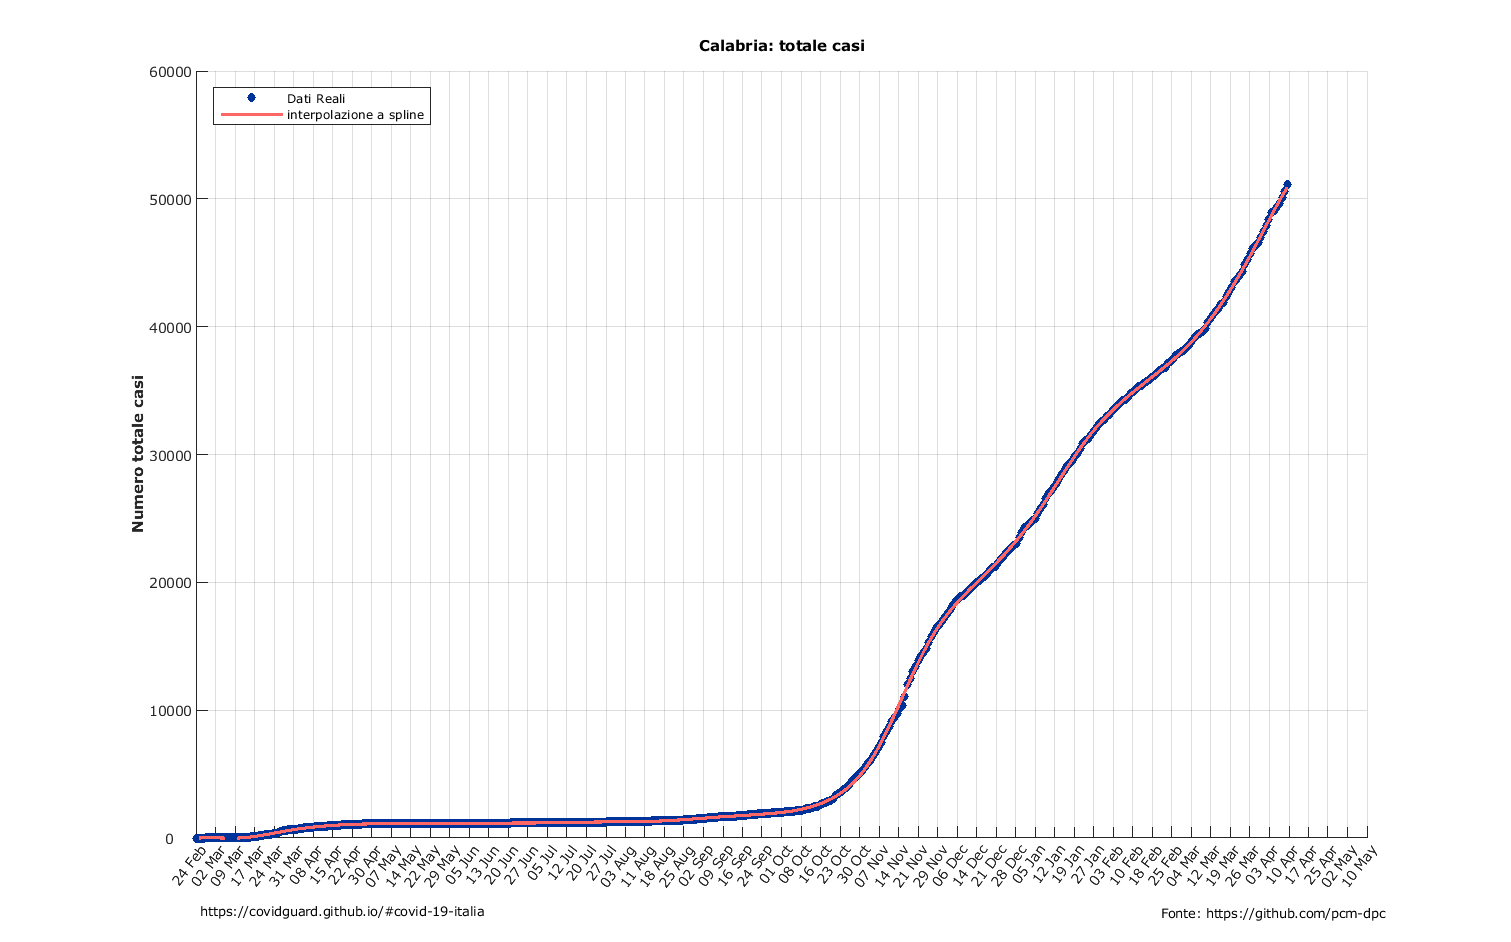 Calabria: totale casi
60000
50000
40000
30000
20000
10000
0
Numero totale casi
Dati Reali
interpolazione a spline
24 Feb
02 Mar
09 Mar
17 Mar
24 Mar
31 Mar
08 Apr
15 Apr
22 Apr
30 Apr
07 May
14 May
22 May
29 May
05 Jun
13 Jun
20 Jun
27 Jun
05 Jul
12 Jul
20 Jul
27 Jul
03 Aug
11 Aug
18 Aug
25 Aug
02 Sep
09 Sep
16 Sep
24 Sep
01 Oct
08 Oct
16 Oct
23 Oct
30 Oct
07 Nov
14 Nov
21 Nov
29 Nov
06 Dec
14 Dec
21 Dec
28 Dec
05 Jan
12 Jan
19 Jan
27 Jan
03 Feb
10 Feb
18 Feb
25 Feb
04 Mar
12 Mar
19 Mar
26 Mar
03 Apr
10 Apr
17 Apr
25 Apr
02 May
10 May
https://covidguard.github.io/#covid-19-italia
Fonte: https://github.com/pcm-dpc